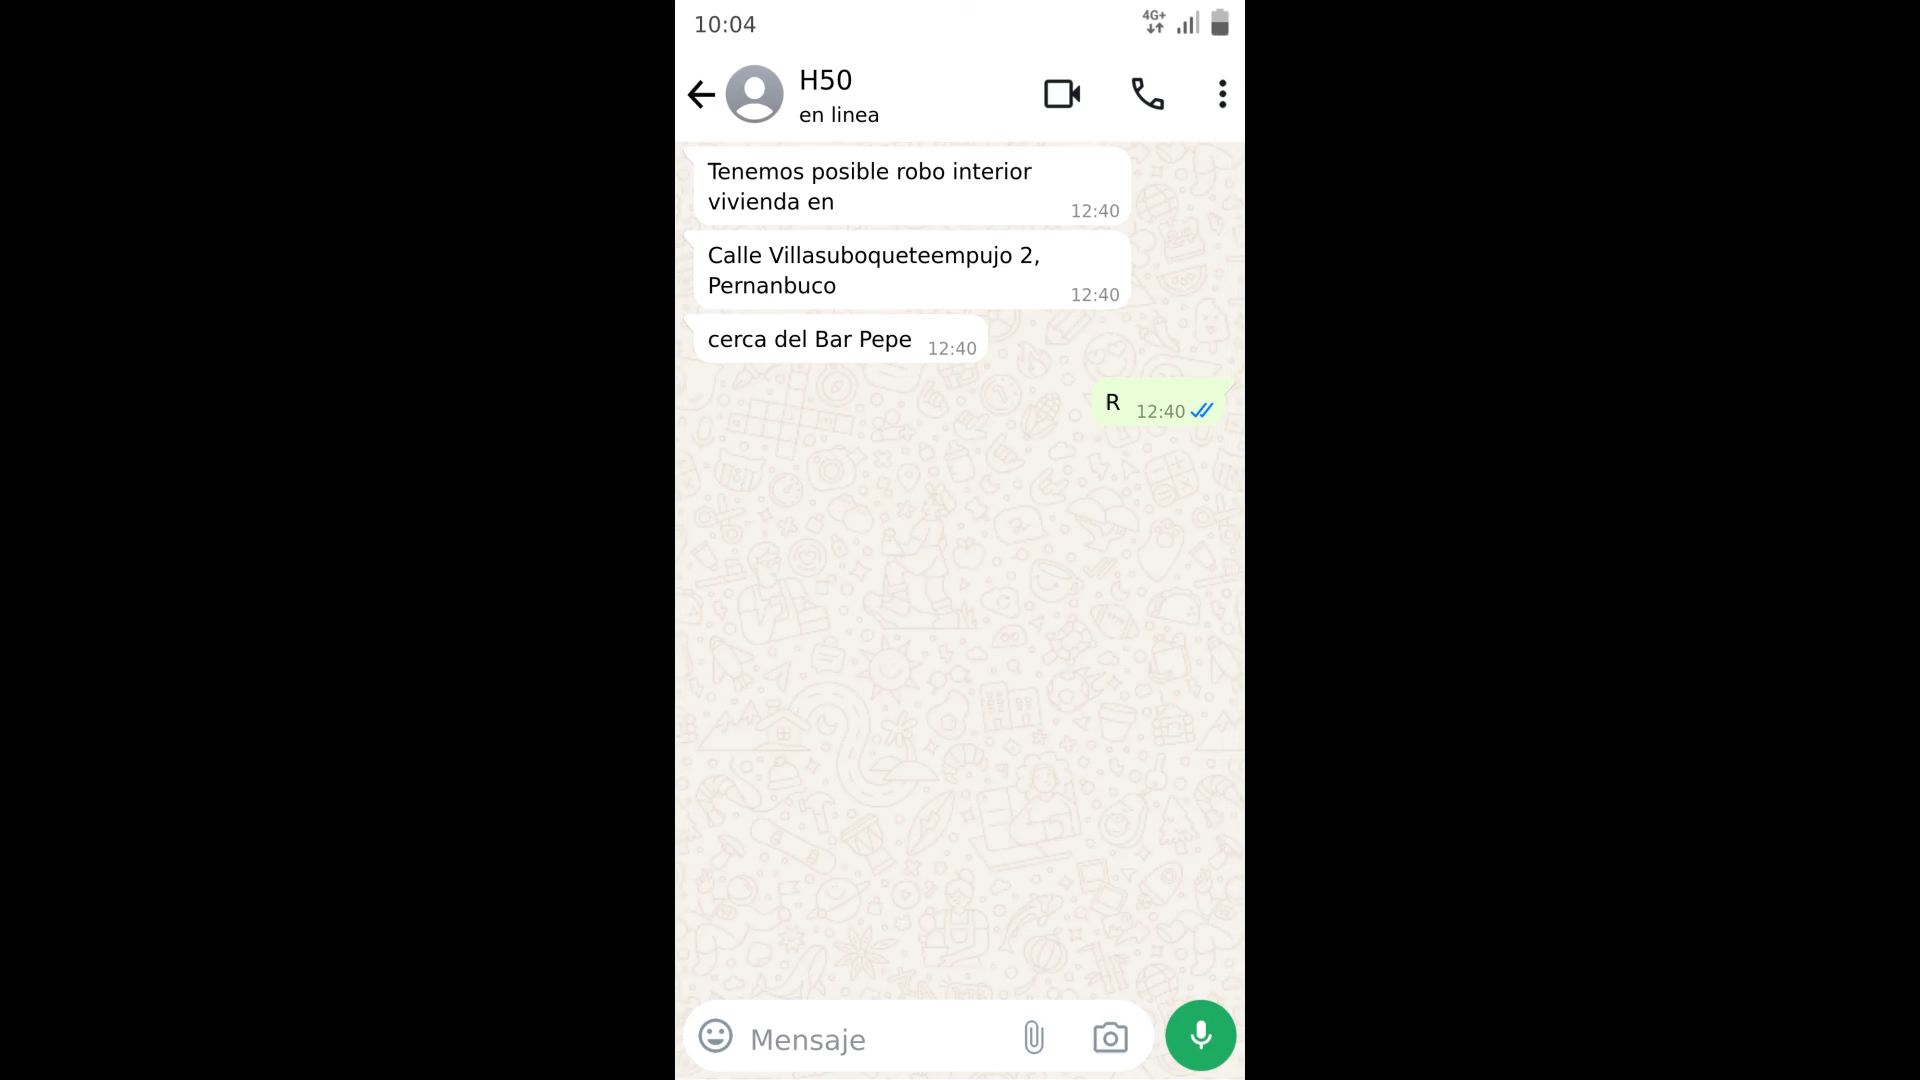 10:04
4G+
H50
en linea
Tenemos posible robo interior
vivienda en
12:40
Calle Villasuboqueteempujo 2,
Pernanbuco
12:40
cerca del Bar Pepe 12:40
R 12:40
Mensaje